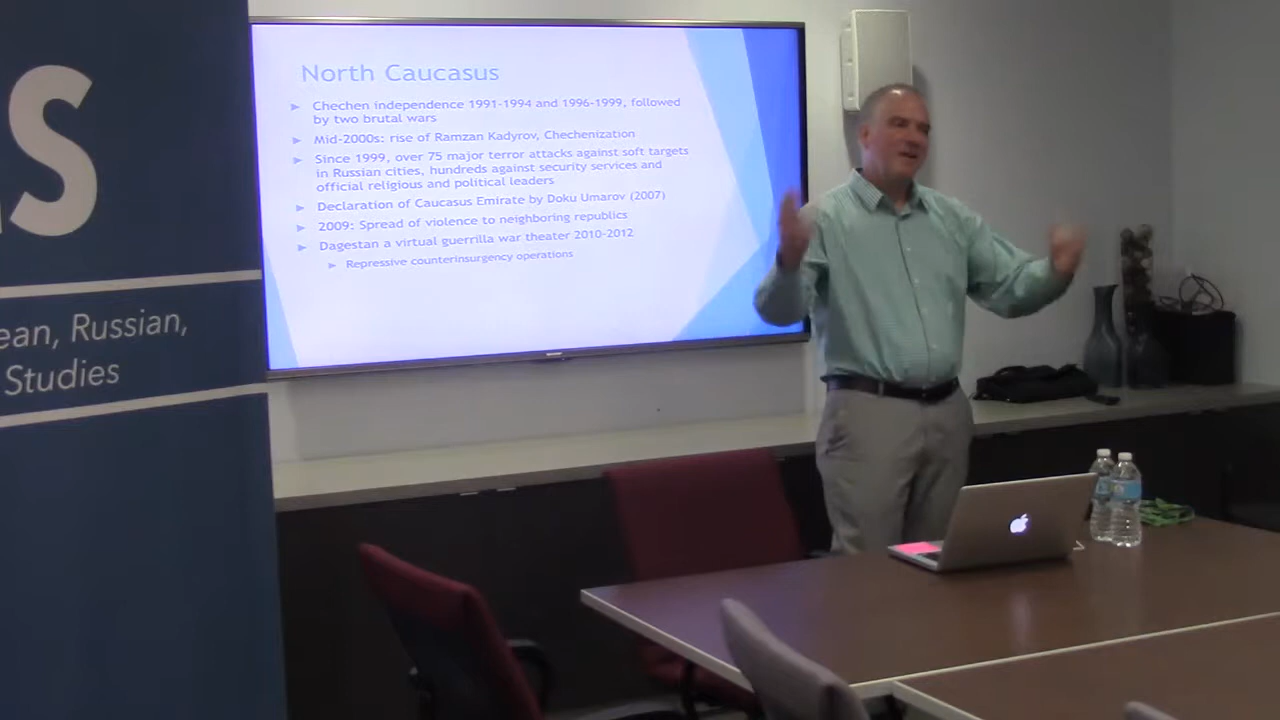 S
ean, Russian,
Studies
North Caucasus
► Chechen independence 1991-1994 and 1996-1999, followed
by two brutal wars
► Mid-2000s: rise of Ramzan Kadyrov, Chechenization
► Since 1999, over 75 major terror attacks against soft targets
in Russian cities, hundreds against security services and
official religious and political leaders
► Declaration of Caucasus Emirate by Doku Umarov (2007)
► 2009: Spread of violence to neighboring republics
► Dagestan a virtual guerrilla war theater 2010-2012
► Repressive counterinsurgency operations